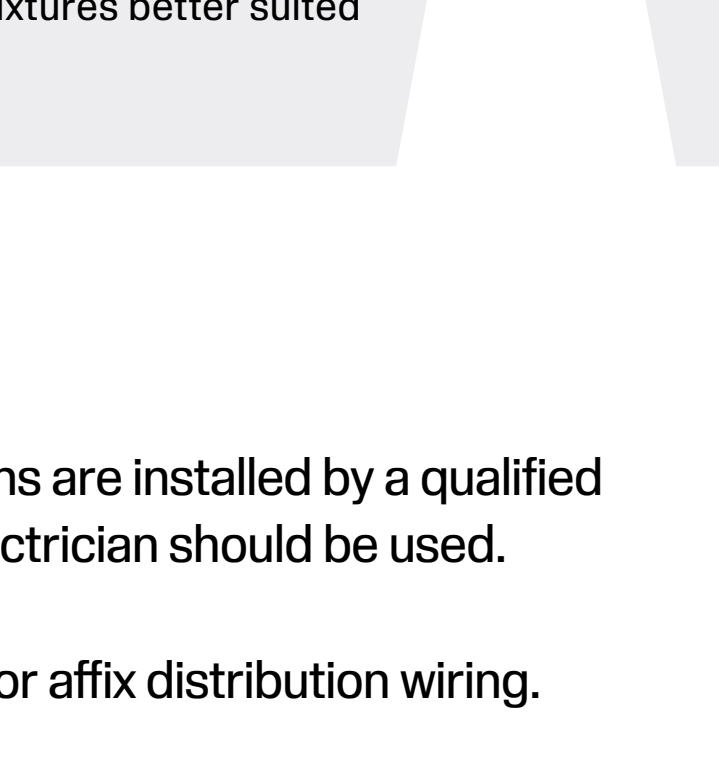 ixtures better suited
ns are installed by a qualified
ctrician should be used.
or affix distribution wiring.